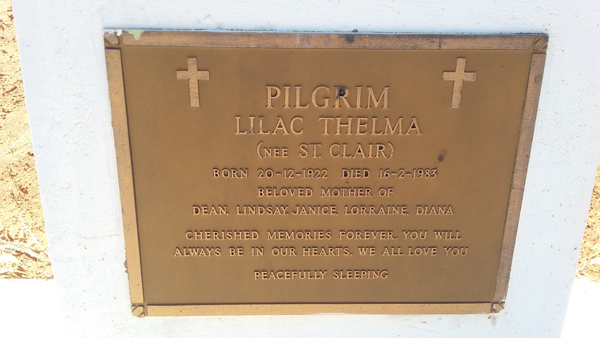 PILGRIM
LILAC THELMA
(NEE ST. CLAIR)
BORN 20-12-1922 DIED 16-2-1983
BELOVED MOTHER OF
DEAN, LINDSAY, JANICE, LORRAINE, DIANA
CHERISHED MEMORIES FOREVER, YOU WILL
ALWAYS BE IN OUR HEARTS. WE ALL LOVE YOU
PEACEFULLY SLEEPING